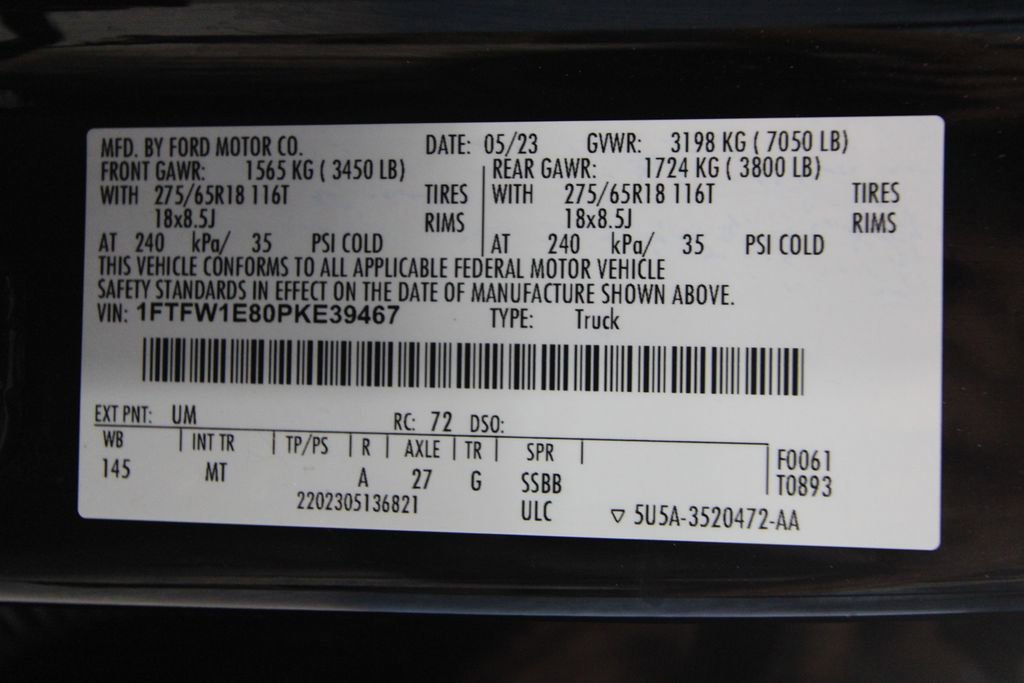 MFD. BY FORD MOTOR CO. DATE: 05/23 GVWR: 3198 KG ( 7050 LB)
FRONT GAWR: 1565 KG ( 3450 LB) REAR GAWR: 1724 KG ( 3800 LB)
WITH 275/65R18 116T TIRES WITH 275/65R18 116T TIRES
18x8.5J RIMS 18x8.5J RIMS
AT 240 kPa/ 35 PSI COLD AT 240 kPa/ 35 PSI COLD
THIS VEHICLE CONFORMS TO ALL APPLICABLE FEDERAL MOTOR VEHICLE
SAFETY STANDARDS IN EFFECT ON THE DATE OF MANUFACTURE SHOWN ABOVE.
VIN: 1FTFW1E80PKE39467 TYPE: Truck
EXT PNT: UM RC: 72 DSO:
WB INT TR TP/PS R AXLE TR SPR
145 MT A 27 G SSBB
F0061
T0893
2202305136821 ULC ▽ 5U5A-3520472-AA